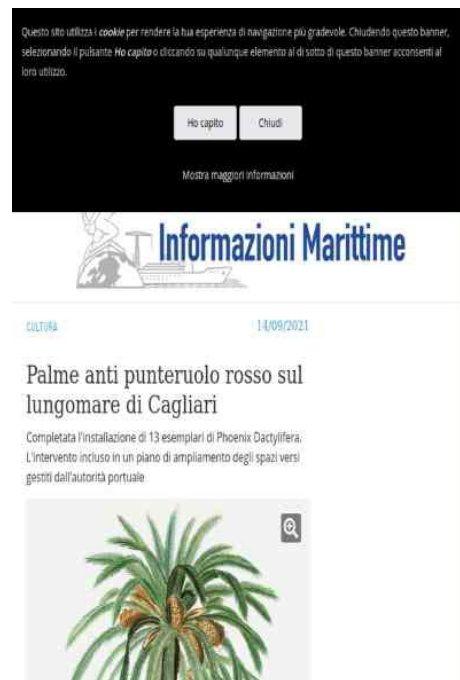 Questo sito utilizza i cookie per rendere la tua esperienza di navigazione più gradevole. Chiudendo questo banner,
selezionando il pulsante Ho capito o cliccando su qualunque elemento al di sotto di questo banner acconsenti al
loro utilizzo.
Ho capito
Chiudi
Mostra maggiori informazioni
Informazioni Marittime
CULTURA
14/09/2021
Palme anti punteruolo rosso sul
lungomare di Cagliari
Completata l'installazione di 13 esemplari di Phoenix Dactylifera.
L'intervento incluso in un piano di ampliamento degli spazi versi
gestiti dall'autorità portuale